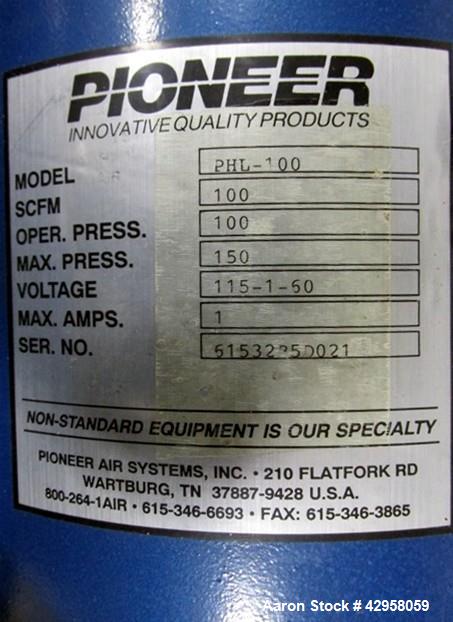 PIONEER
INNOVATIVE QUALITY PRODUCTS
MODEL PHL-100
SCFM 100
OPER. PRESS. 100
MAX. PRESS. 150
VOLTAGE 115-1-60
MAX. AMPS. 1
SER. NO.
NON-STANDARD EQUIPMENT IS OUR SPECIALTY
PIONEER AIR SYSTEMS, INC. • 210 FLATFORK RD
WARTBURG, TN 37887-9428 U.S.A.
800-264-1AIR • 615-346-6693 • FAX: 615-346-3865
Aaron Stock # 42958059